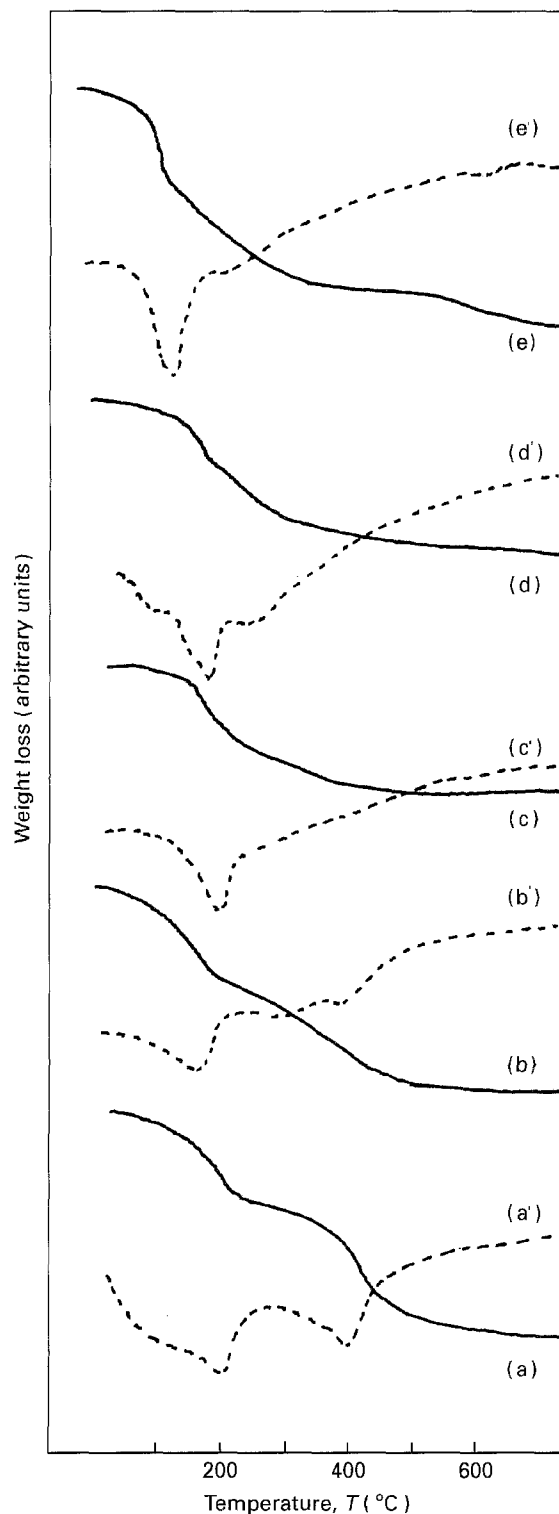 (e')
(e)
(d')
(d)
(c')
(c)
(b')
(b)
(a')
(a)
Weight loss (arbitrary units)
200 400 600
Temperature, T (°C)